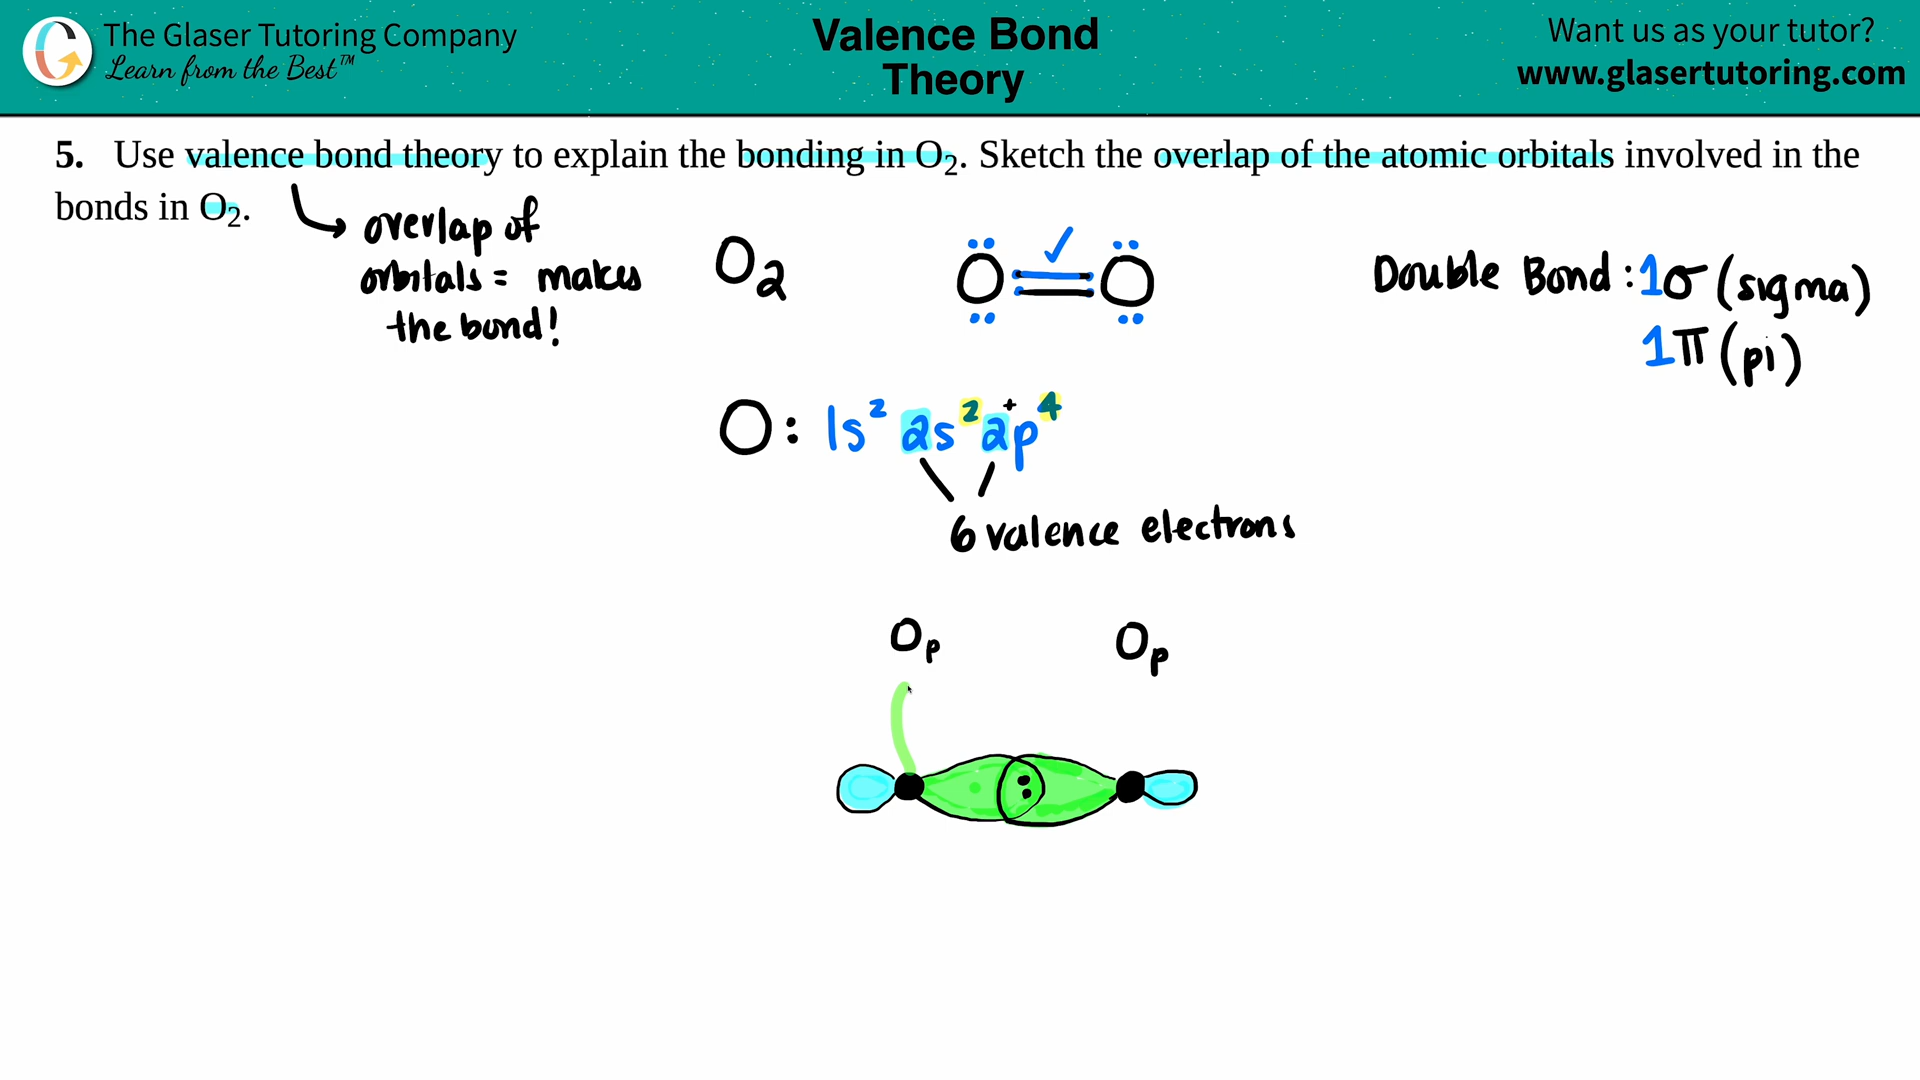 The Glaser Tutoring Company
Learn from the Best™
Valence Bond
Theory
Want us as your tutor?
www.glasertutoring.com
5. Use valence bond theory to explain the bonding in O₂. Sketch the overlap of the atomic orbitals involved in the
bonds in O₂.
overlap of
orbitals = makes
the bond!
O₂
O=O
Double Bond: 1σ (sigma)
1π (pi)
O: 1s² 2s² 2p⁴
+
6 valence electrons
Oₚ Oₚ